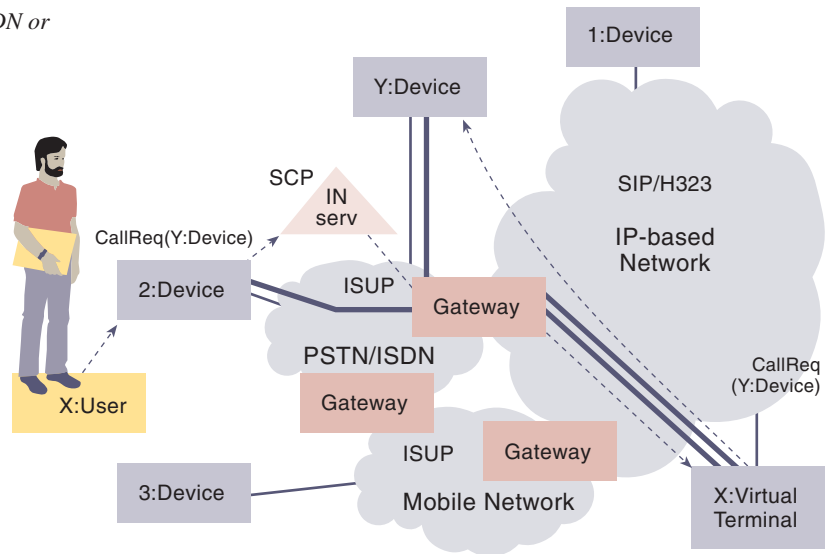 DN or
1:Device
Y:Device
SCP
IN
serv
SIP/H323
IP-based
Network
CallReq(Y:Device)
2:Device
ISUP
Gateway
PSTN/ISDN
CallReq
(Y:Device)
X:User
Gateway
ISUP
Gateway
3:Device
Mobile Network
X:Virtual
Terminal